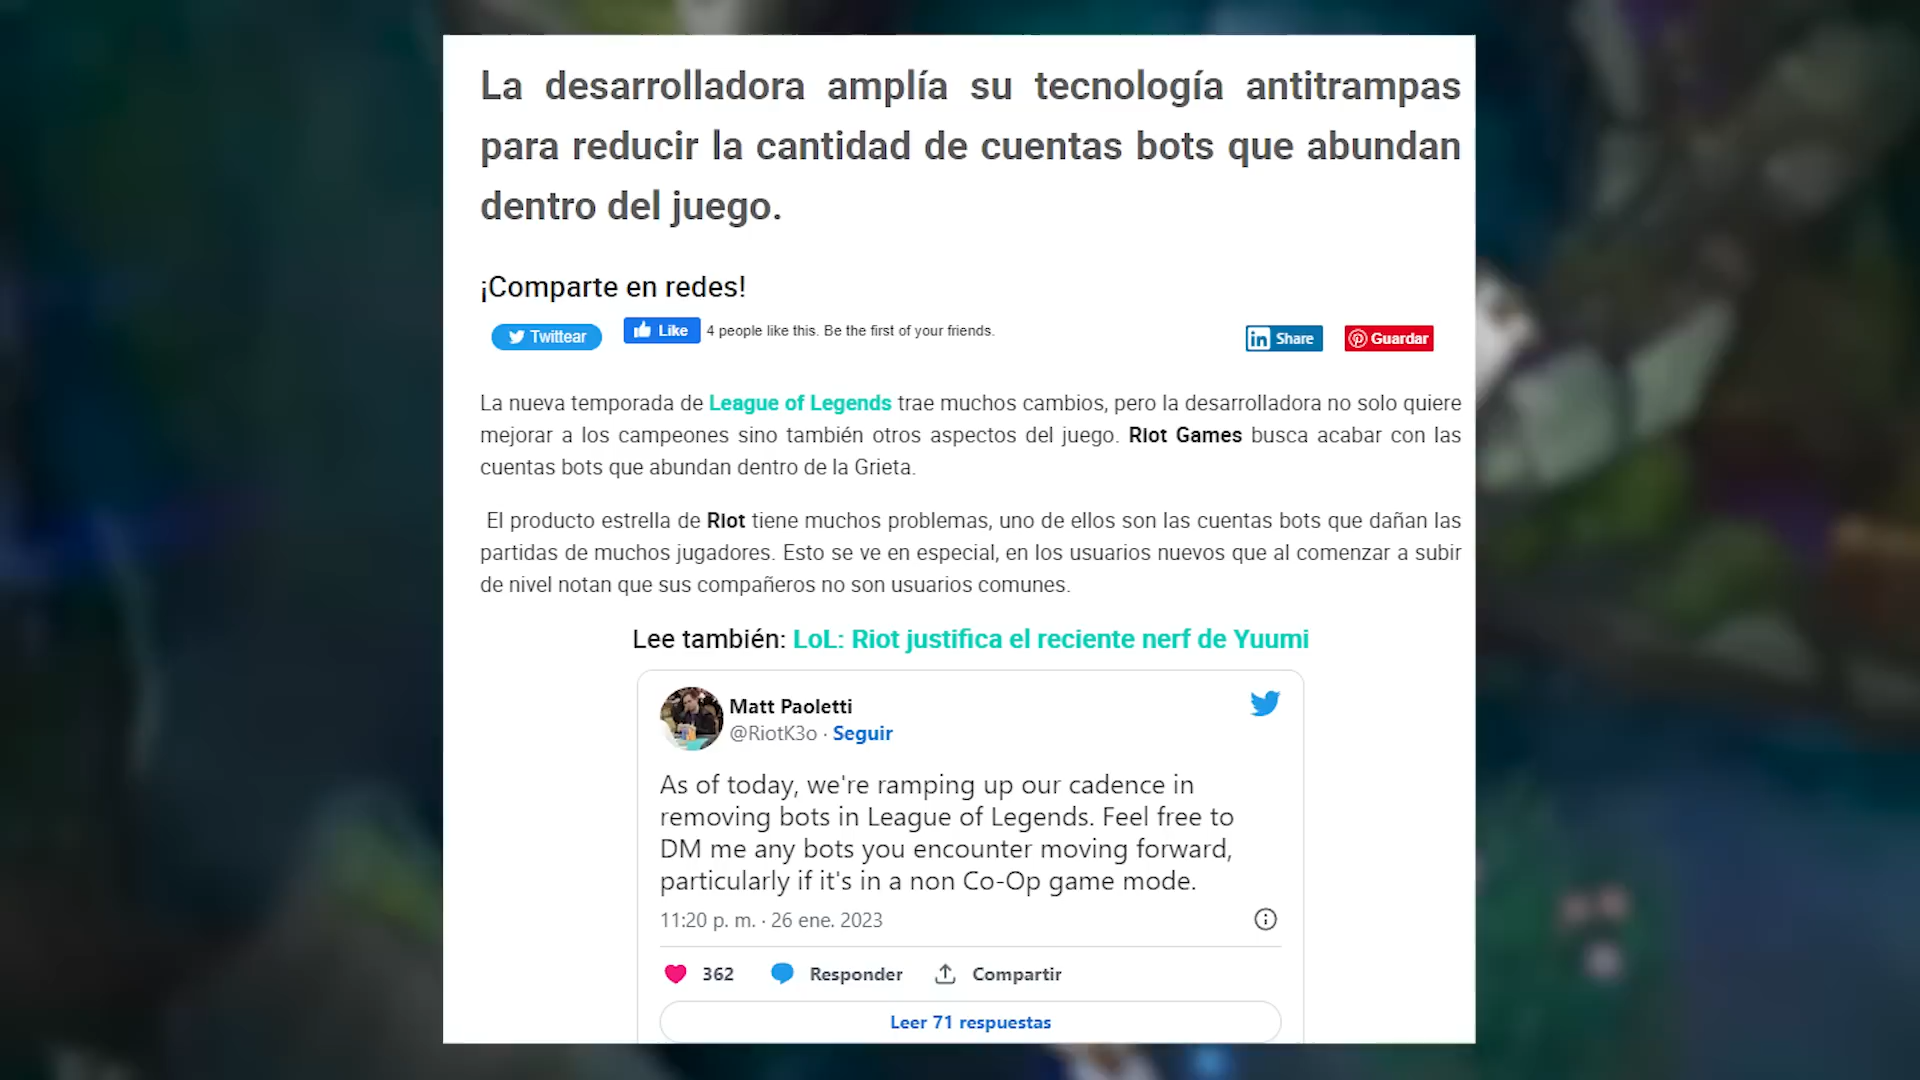 La desarrolladora amplía su tecnología antitrampas
para reducir la cantidad de cuentas bots que abundan
dentro del juego.
¡Comparte en redes!
Twittear
Like
4 people like this. Be the first of your friends.
in Share
Guardar
La nueva temporada de League of Legends trae muchos cambios, pero la desarrolladora no solo quiere
mejorar a los campeones sino también otros aspectos del juego. Riot Games busca acabar con las
cuentas bots que abundan dentro de la Grieta.
El producto estrella de Riot tiene muchos problemas, uno de ellos son las cuentas bots que dañan las
partidas de muchos jugadores. Esto se ve en especial, en los usuarios nuevos que al comenzar a subir
de nivel notan que sus compañeros no son usuarios comunes.
Lee también: LoL: Riot justifica el reciente nerf de Yuumi
Matt Paoletti
@RiotK3o · Seguir
As of today, we're ramping up our cadence in
removing bots in League of Legends. Feel free to
DM me any bots you encounter moving forward,
particularly if it's in a non Co-Op game mode.
11:20 p. m. · 26 ene. 2023
362
Responder
Compartir
Leer 71 respuestas